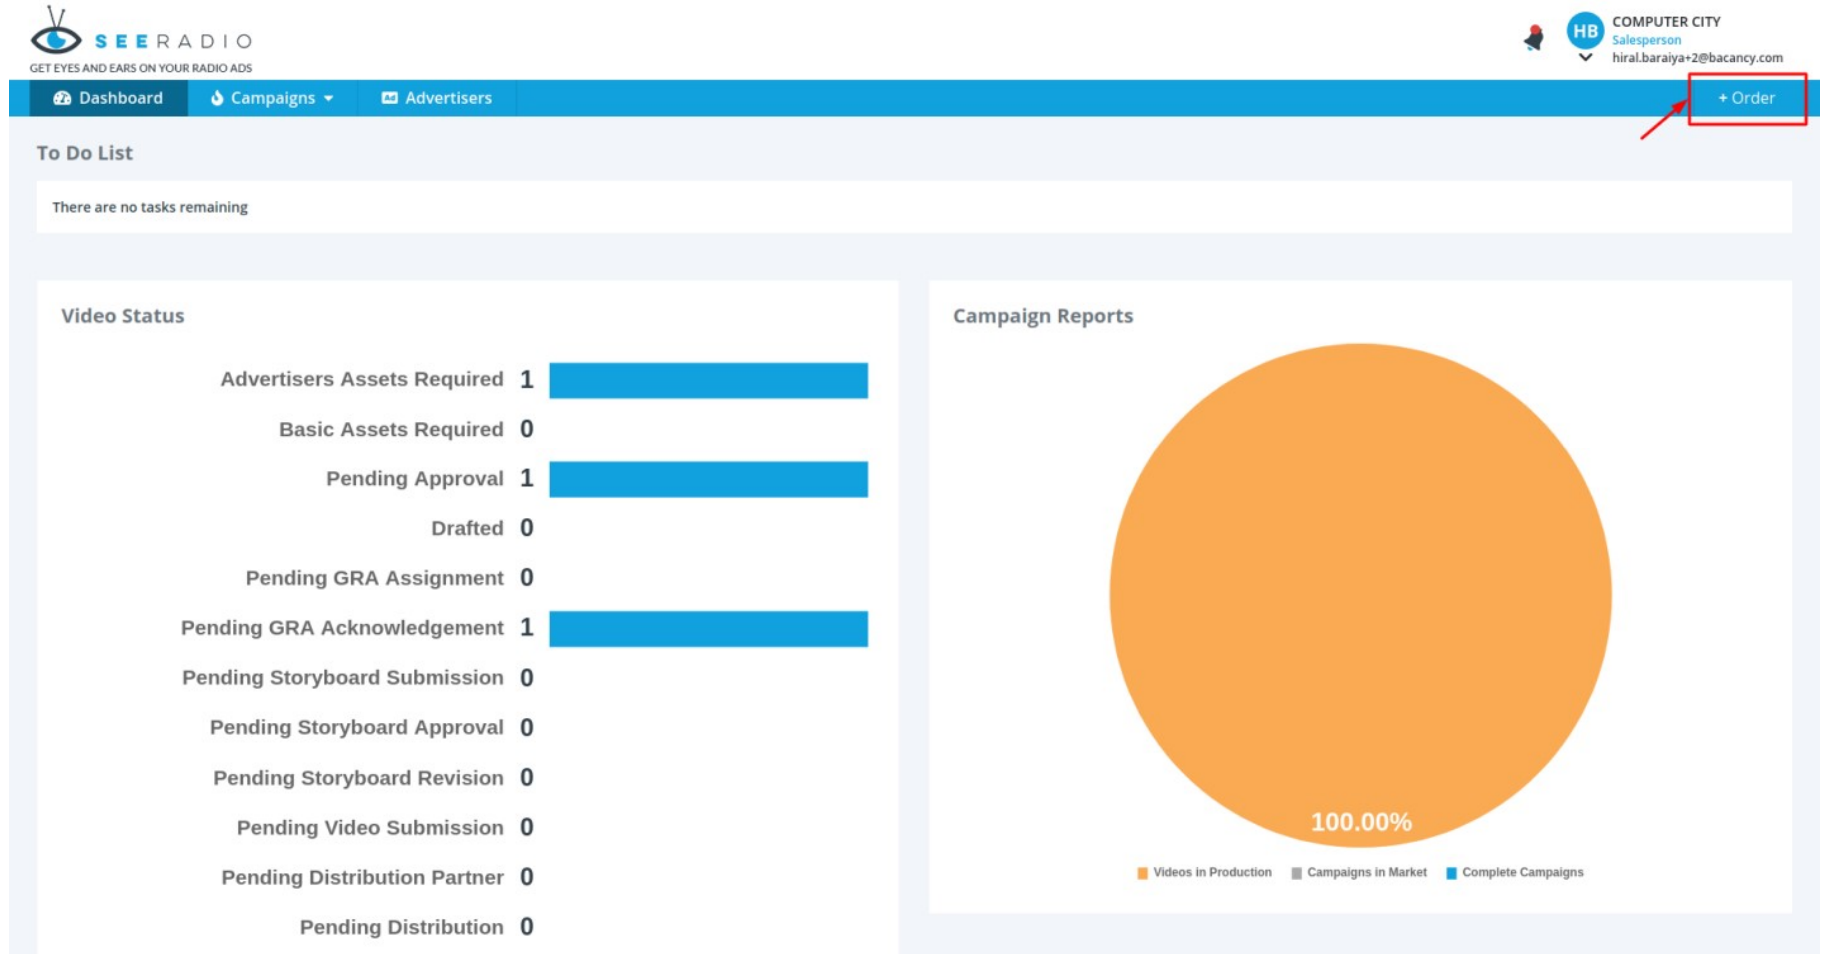 SEERADIO
GET EYES AND EARS ON YOUR RADIO ADS
HB
COMPUTER CITY
Salesperson
hiral.baraiya+2@bacancy.com
Dashboard
Campaigns
Ad Advertisers
+ Order
To Do List
There are no tasks remaining
Video Status
Advertisers Assets Required 1
Basic Assets Required 0
Pending Approval 1
Drafted 0
Pending GRA Assignment 0
Pending GRA Acknowledgement 1
Pending Storyboard Submission 0
Pending Storyboard Approval 0
Pending Storyboard Revision 0
Pending Video Submission 0
Pending Distribution Partner 0
Pending Distribution 0
Campaign Reports
100.00%
Videos in Production
Campaigns in Market
Complete Campaigns